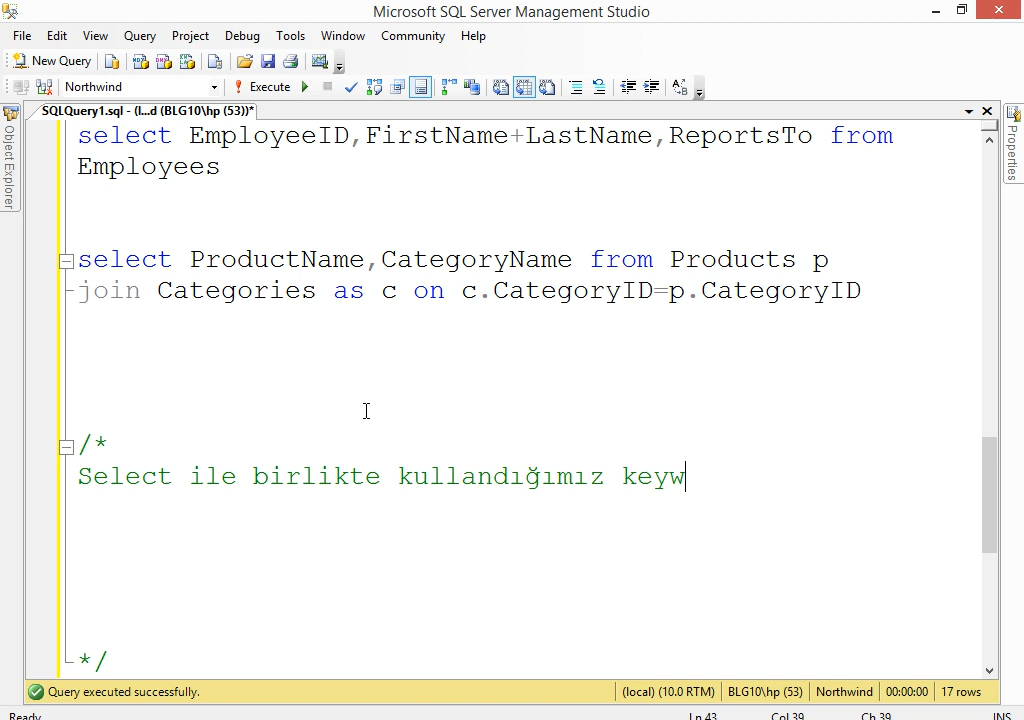 Microsoft SQL Server Management Studio
File Edit View Query Project Debug Tools Window Community Help
New Query
Northwind Execute
SQLQuery1.sql - (l...d (BLG10\hp (53))*
Object Explorer
Properties
select EmployeeID,FirstName+LastName,ReportsTo from
Employees
select ProductName,CategoryName from Products p
join Categories as c on c.CategoryID=p.CategoryID
/*
Select ile birlikte kullandığımız keyw
*/
Query executed successfully. (local) (10.0 RTM) BLG10\hp (53) Northwind 00:00:00 17 rows
Ready Ln 43 Col 39 Ch 39 INS